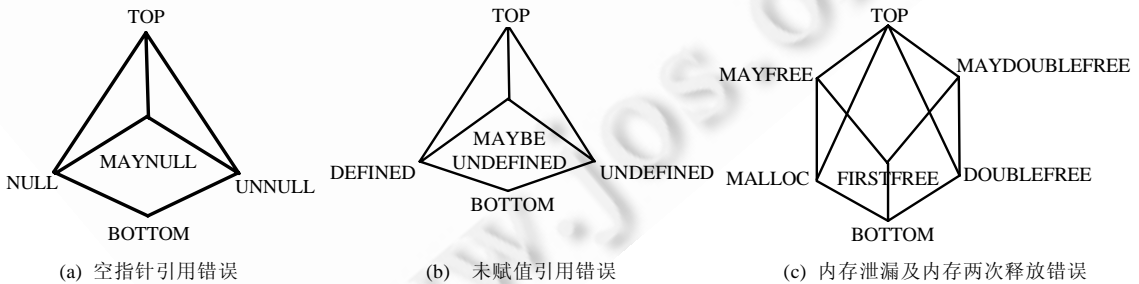 TOP
MAYNULL
NULL
UNNULL
BOTTOM
(a) 空指针引用错误
TOP
MAYBE
UNDEFINED
DEFINED
UNDEFINED
BOTTOM
(b) 未赋值引用错误
TOP
MAYFREE
MAYDOUBLEFREE
MALLOC
FIRSTFREE
DOUBLEFREE
BOTTOM
(c) 内存泄漏及内存两次释放错误
www.jos.o